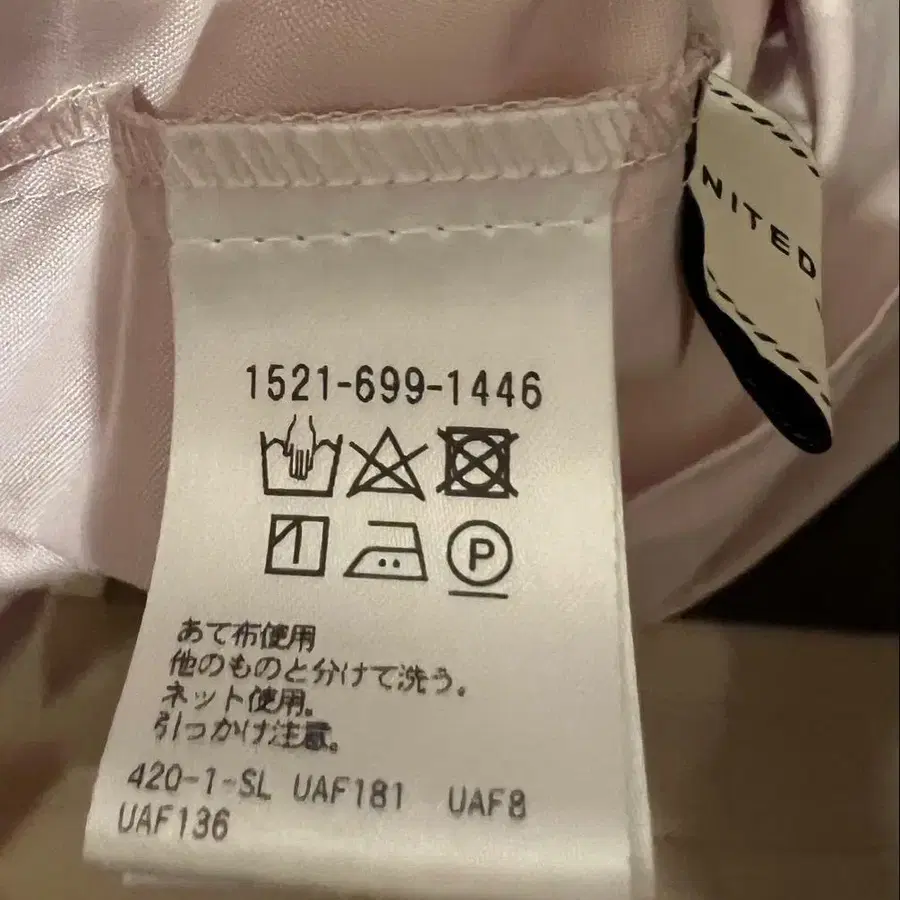 NITED
1521-699-1446
P
あて布使用
他のものと分けて洗う。
ネット使用。
引っかけ注意。
420-1-SL UAF181 UAF8
UAF136